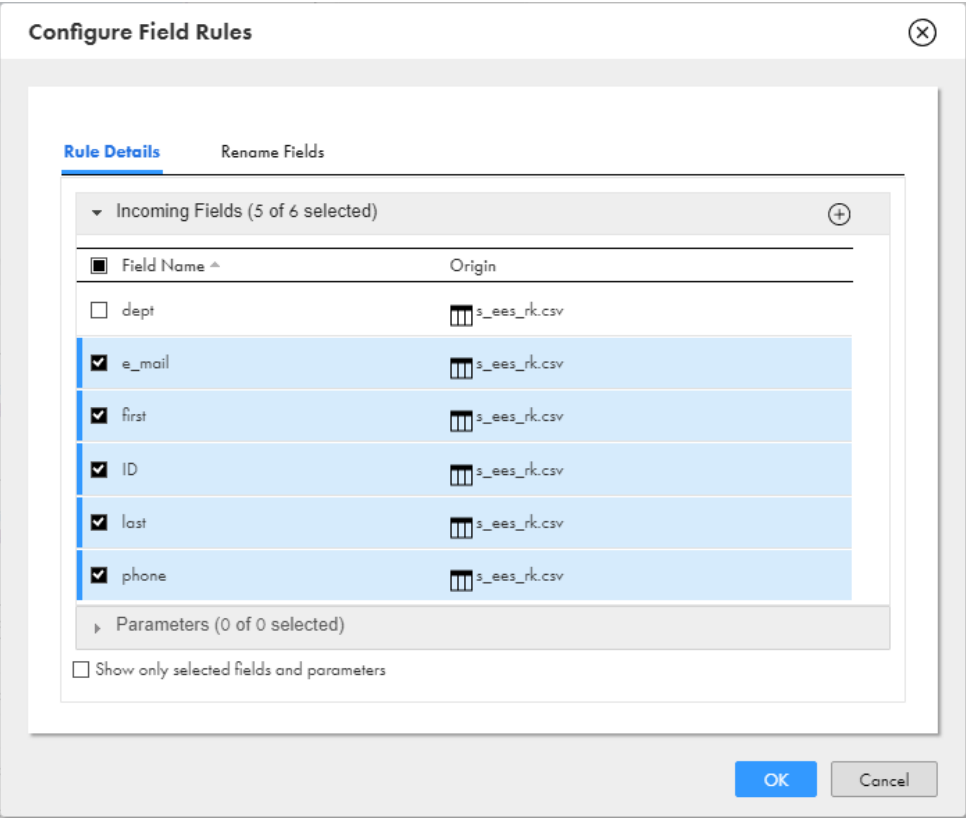 Configure Field Rules
Rule Details Rename Fields
Incoming Fields (5 of 6 selected)
Field Name Origin
dept s_ees_rk.csv
e_mail s_ees_rk.csv
first s_ees_rk.csv
ID s_ees_rk.csv
last s_ees_rk.csv
phone s_ees_rk.csv
Parameters (0 of 0 selected)
Show only selected fields and parameters
OK Cancel